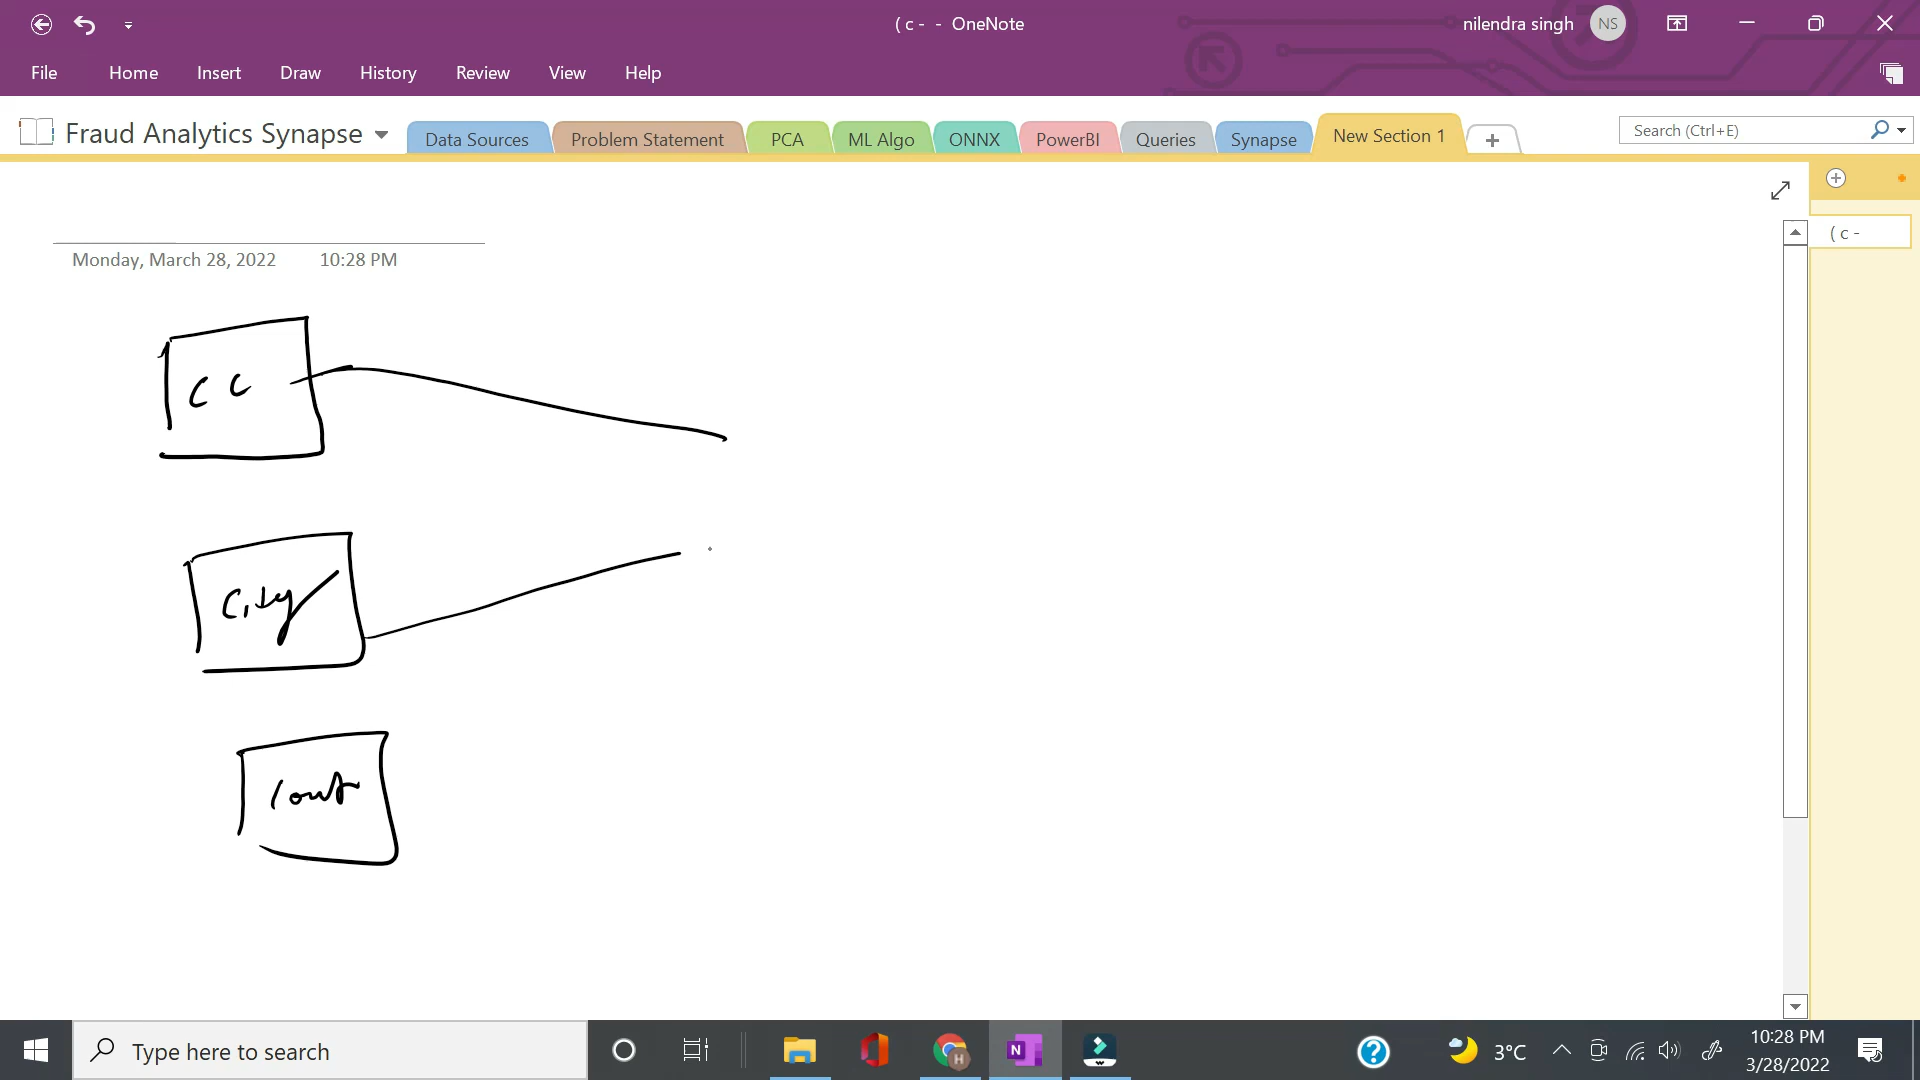 ( c -  -  OneNote
nilendra singh
NS
File
Home
Insert
Draw
History
Review
View
Help
Fraud Analytics Synapse
Data Sources
Problem Statement
PCA
ML Algo
ONNX
PowerBI
Queries
Synapse
New Section 1
Search (Ctrl+E)
( c -
Monday, March 28, 2022
10:28 PM
CC
City
Type here to search
N
H
3°C
10:28 PM
3/28/2022